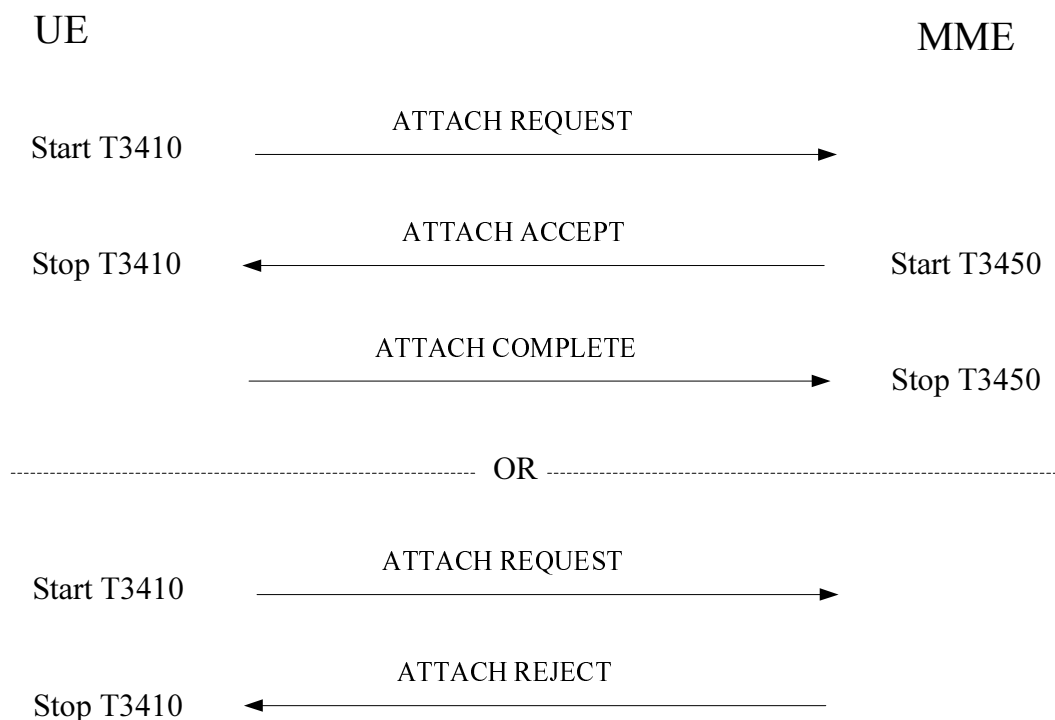 UE MME
ATTACH REQUEST
Start T3410
ATTACH ACCEPT
Stop T3410 Start T3450
ATTACH COMPLETE
Stop T3450
OR
ATTACH REQUEST
Start T3410
ATTACH REJECT
Stop T3410